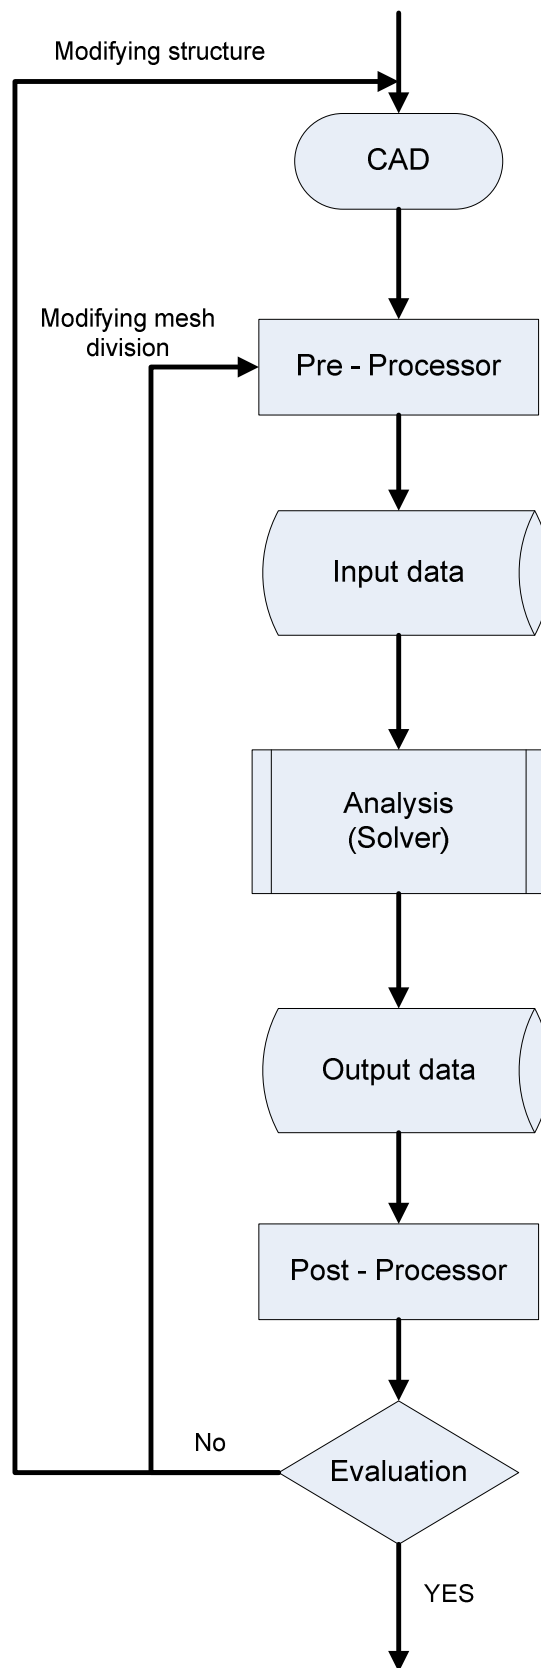 Modifying structure
CAD
Modifying mesh
division
Pre - Processor
Input data
Analysis
(Solver)
Output data
Post - Processor
No
Evaluation
YES